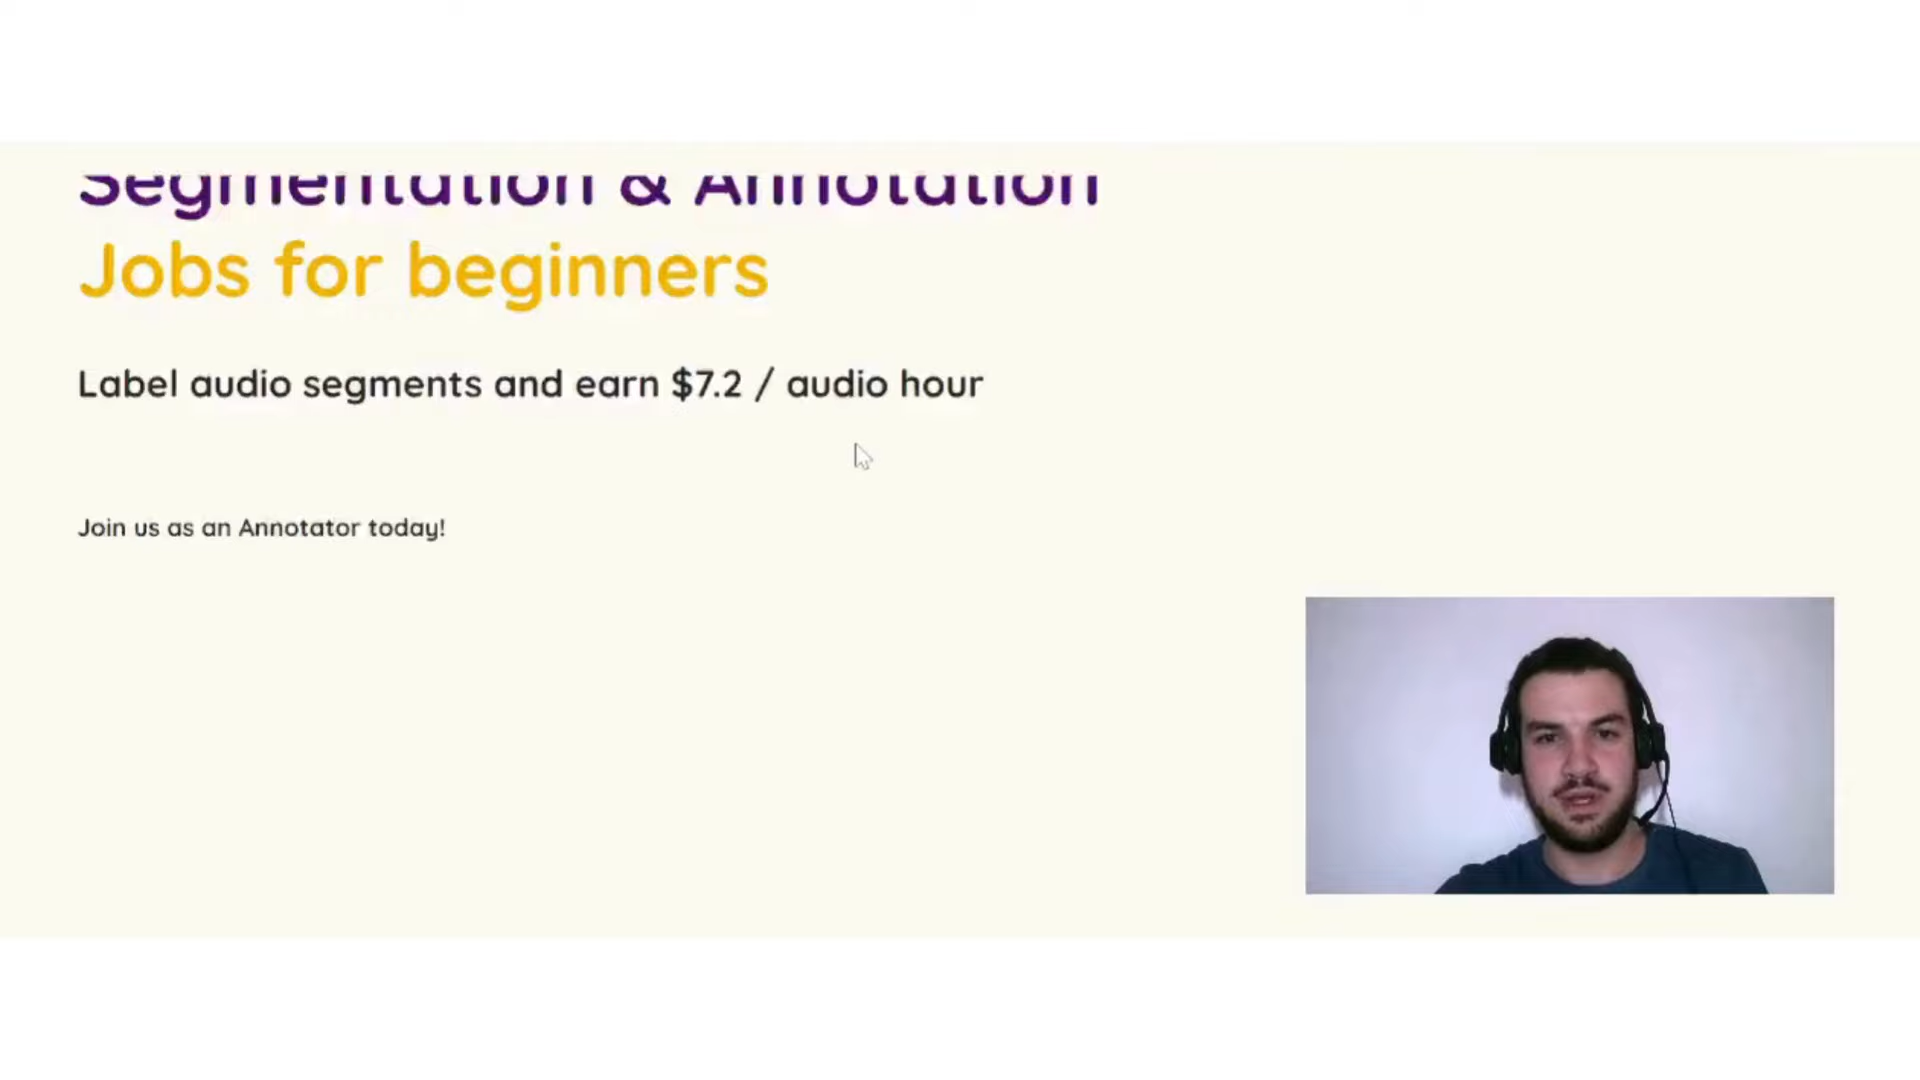 Segmentation & Annotation
Jobs for beginners
Label audio segments and earn $7.2 / audio hour
Join us as an Annotator today!